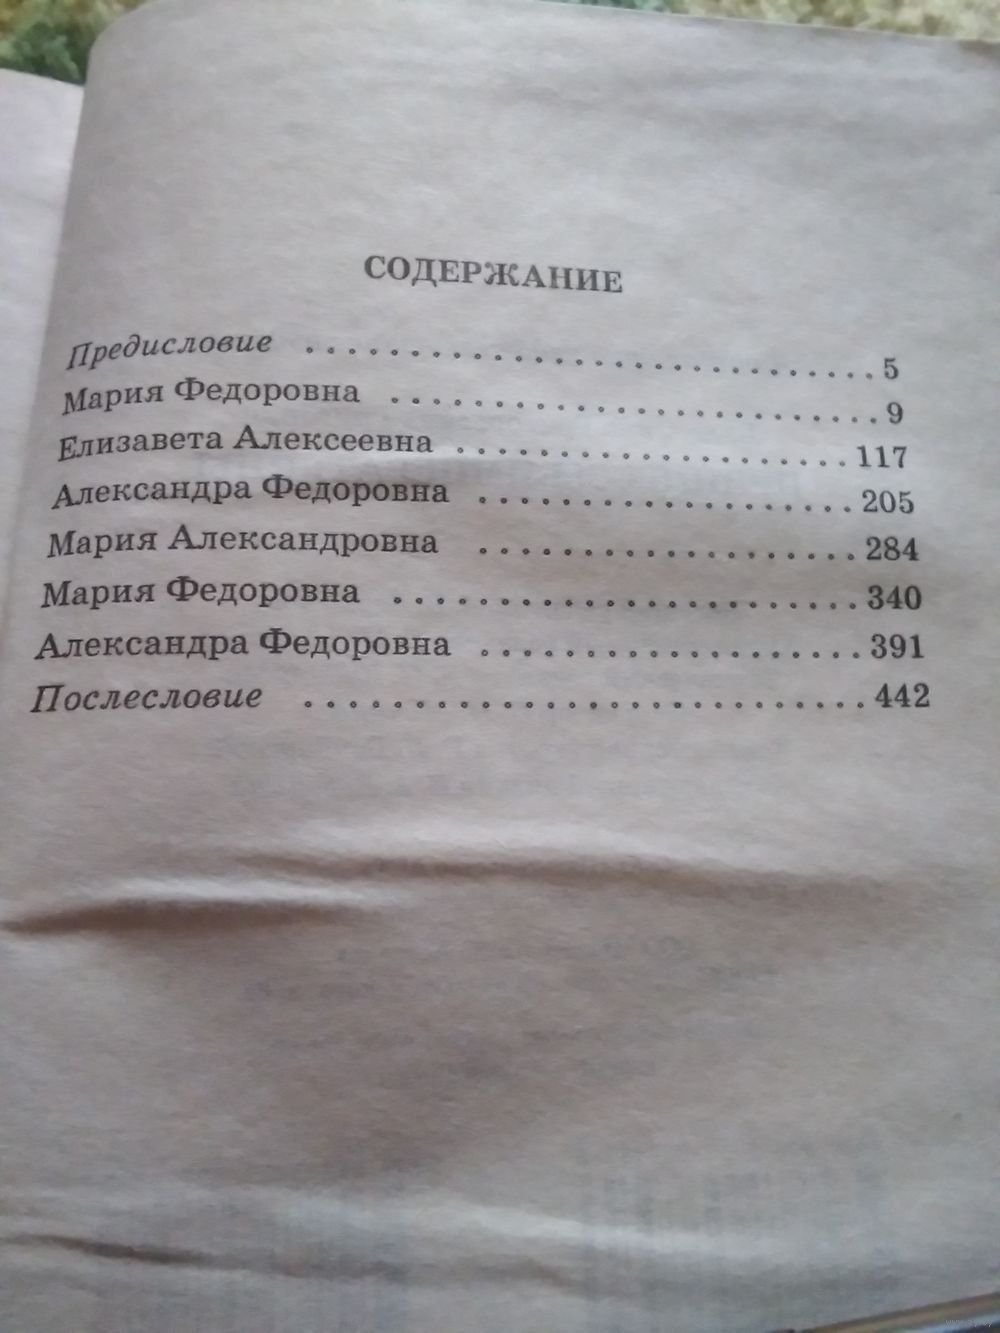 СОДЕРЖАНИЕ
Предисловие . . . . . . . . . . . . . . . . . . . . . . . . . . . . 5
Мария Федоровна . . . . . . . . . . . . . . . . . . . . . . . . 9
Елизавета Алексеевна . . . . . . . . . . . . . . . . . . . 117
Александра Федоровна . . . . . . . . . . . . . . . . . . 205
Мария Александровна . . . . . . . . . . . . . . . . . . 284
Мария Федоровна . . . . . . . . . . . . . . . . . . . . . . 340
Александра Федоровна . . . . . . . . . . . . . . . . . . 391
Послесловие . . . . . . . . . . . . . . . . . . . . . . . . . . 442